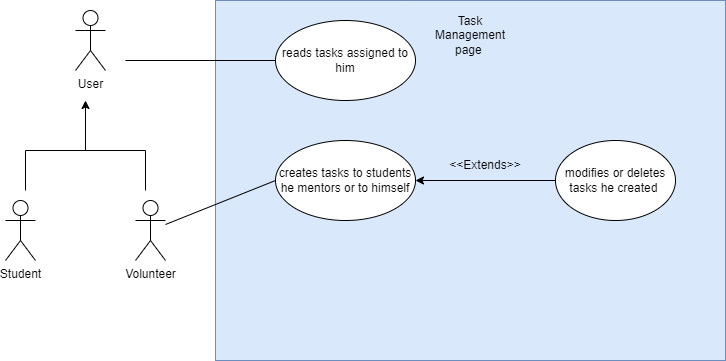 Task
Management
page
reads tasks assigned to
him
User
creates tasks to students
he mentors or to himself
<<Extends>>
modifies or deletes
tasks he created
Student
Volunteer